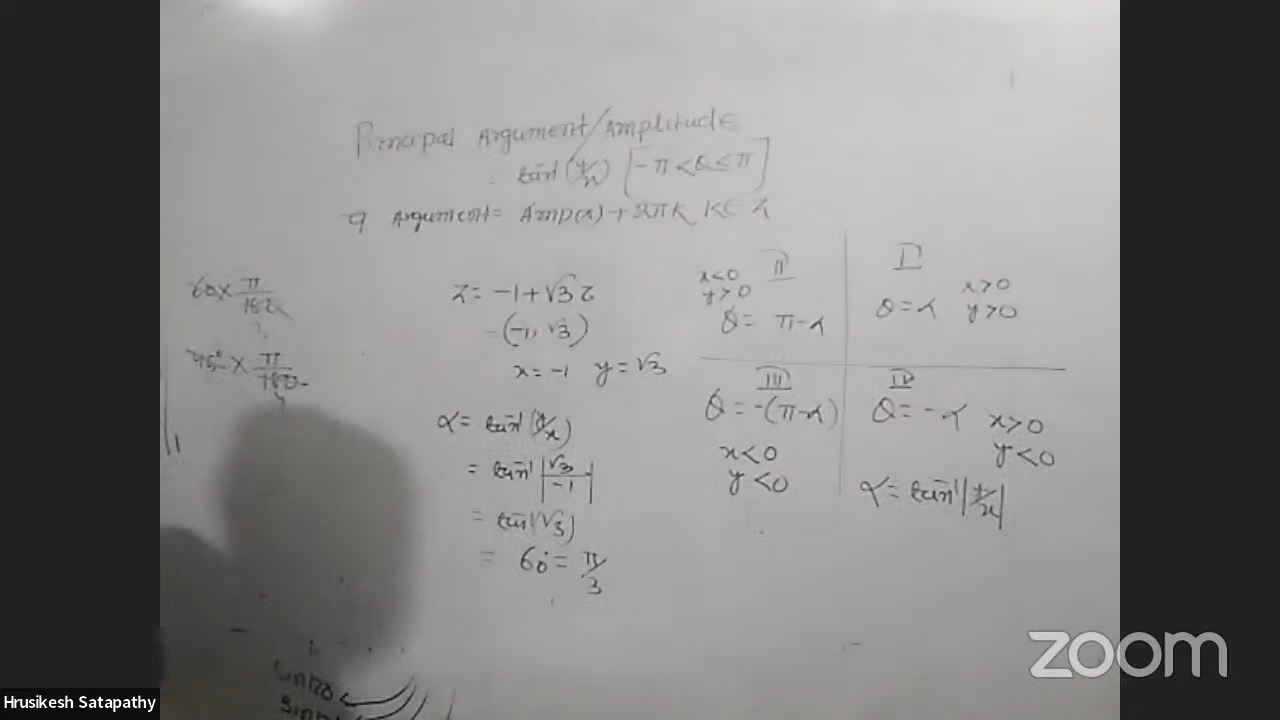 Principal Argument/Amplitude
tan⁻¹(y/x) [-π<θ≤π]
Argument = Amp(z)+2πK K∈Z
60×π/180
45°×π/180
4
z = -1+√3i
(-1, √3)
x=-1 y=√3
α = tan⁻¹(y/x)
= tan⁻¹|√3/-1|
= tan⁻¹(√3)
= 60° = π/3
II
x<0
y>0
θ = π-α
I
x>0
θ=α y>0
III
θ = -(π-α)
x<0
y<0
IV
θ = -α x>0
y<0
α = tan⁻¹|y/x|
zoom
Hrusikesh Satapathy